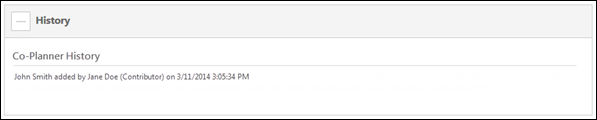 History
Co-Planner History
John Smith added by Jane Doe (Contributor) on 3/11/2014 3:05:34 PM